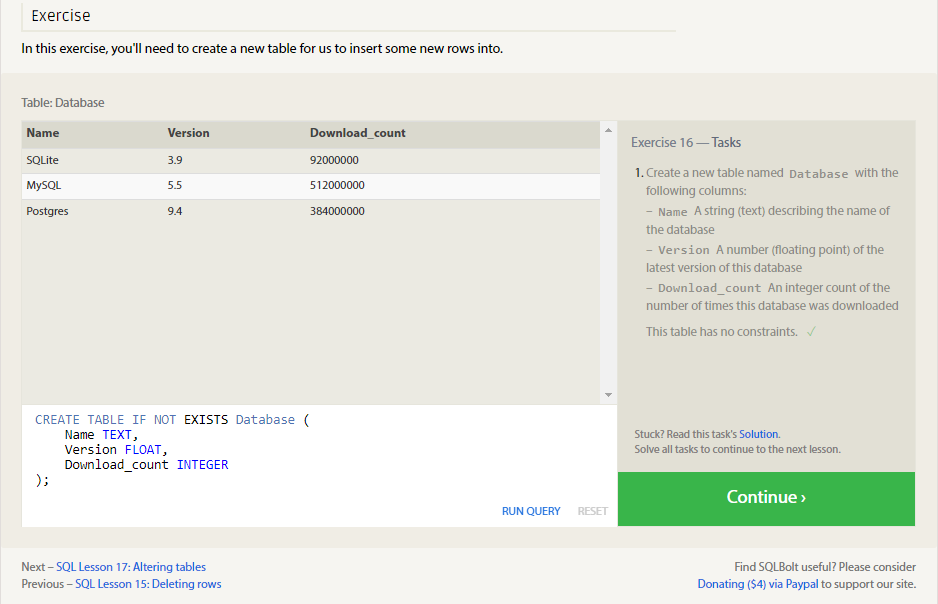 Exercise
In this exercise, you'll need to create a new table for us to insert some new rows into.
Table: Database
Name Version Download_count
SQLite 3.9 92000000
MySQL 5.5 512000000
Postgres 9.4 384000000
CREATE TABLE IF NOT EXISTS Database (
Name TEXT,
Version FLOAT,
Download_count INTEGER
);
RUN QUERY RESET
Exercise 16 — Tasks
1. Create a new table named Database with the
following columns:
– Name A string (text) describing the name of
the database
– Version A number (floating point) of the
latest version of this database
– Download_count An integer count of the
number of times this database was downloaded
This table has no constraints. ✓
Stuck? Read this task's Solution.
Solve all tasks to continue to the next lesson.
Continue ›
Next – SQL Lesson 17: Altering tables
Previous – SQL Lesson 15: Deleting rows
Find SQLBolt useful? Please consider
Donating ($4) via Paypal to support our site.